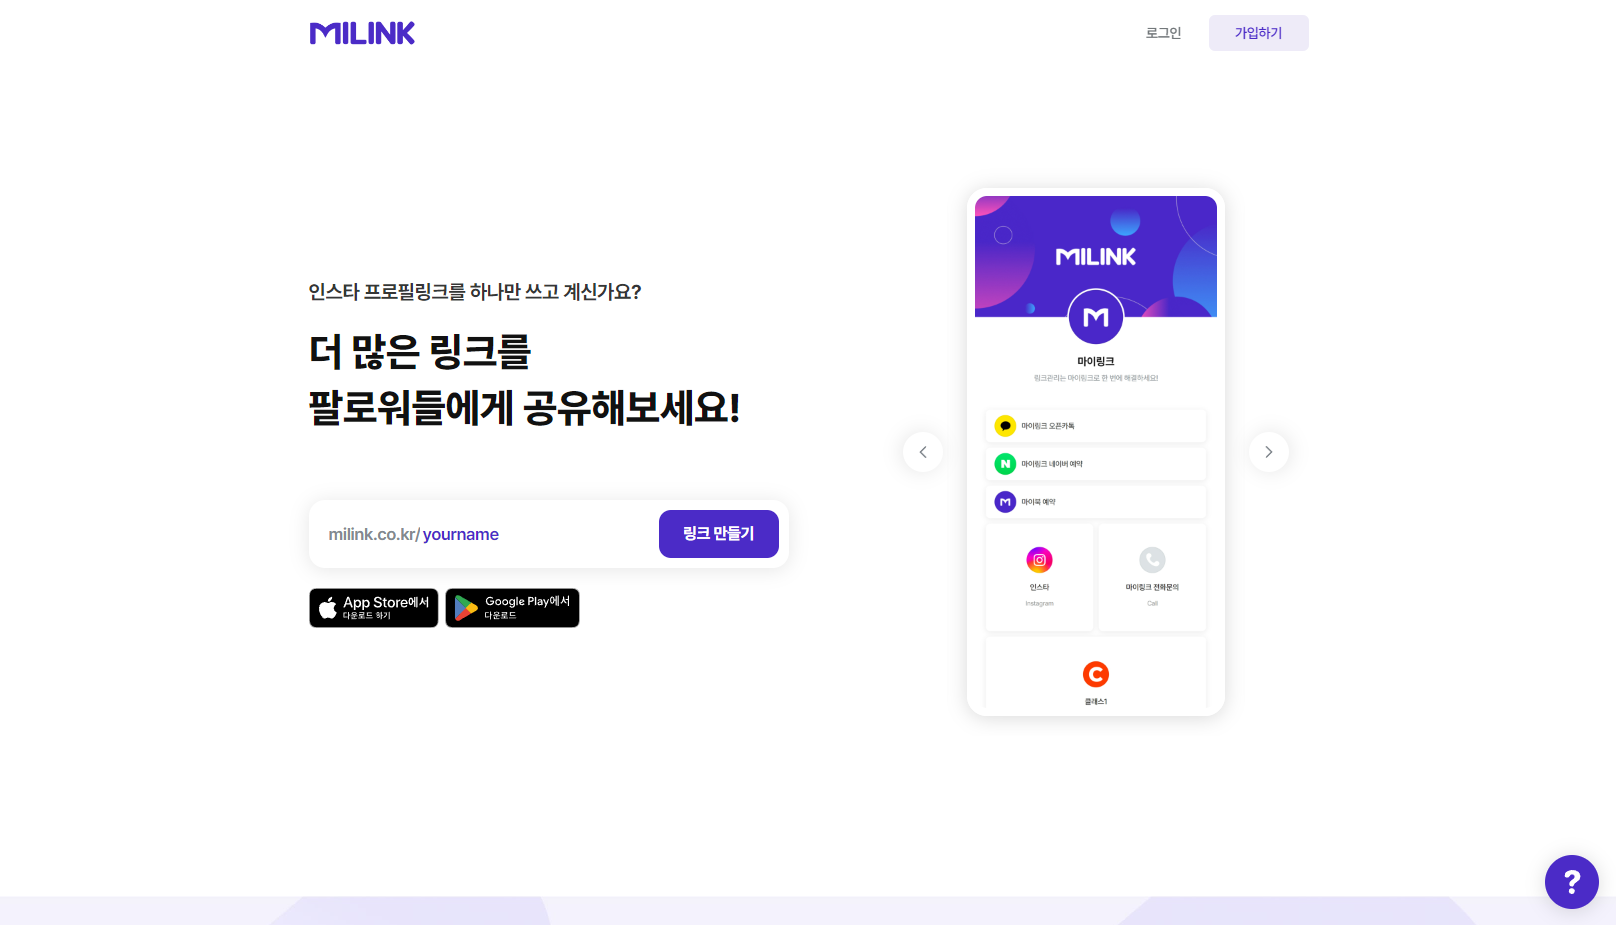 MILINK
로그인
가입하기
인스타 프로필링크를 하나만 쓰고 계신가요?
더 많은 링크를
팔로워들에게 공유해보세요!
milink.co.kr/yourname
링크 만들기
App Store에서
다운로드 하기
Google Play에서
다운로드
MILINK
M
마이링크
링크관리는 마이링크로 한 번에 해결하세요!
마이링크 오픈카톡
N
마이링크 네이버 예약
M
마이북 예약
인스타
Instagram
마이링크 전화문의
Call
C
클래스1
?